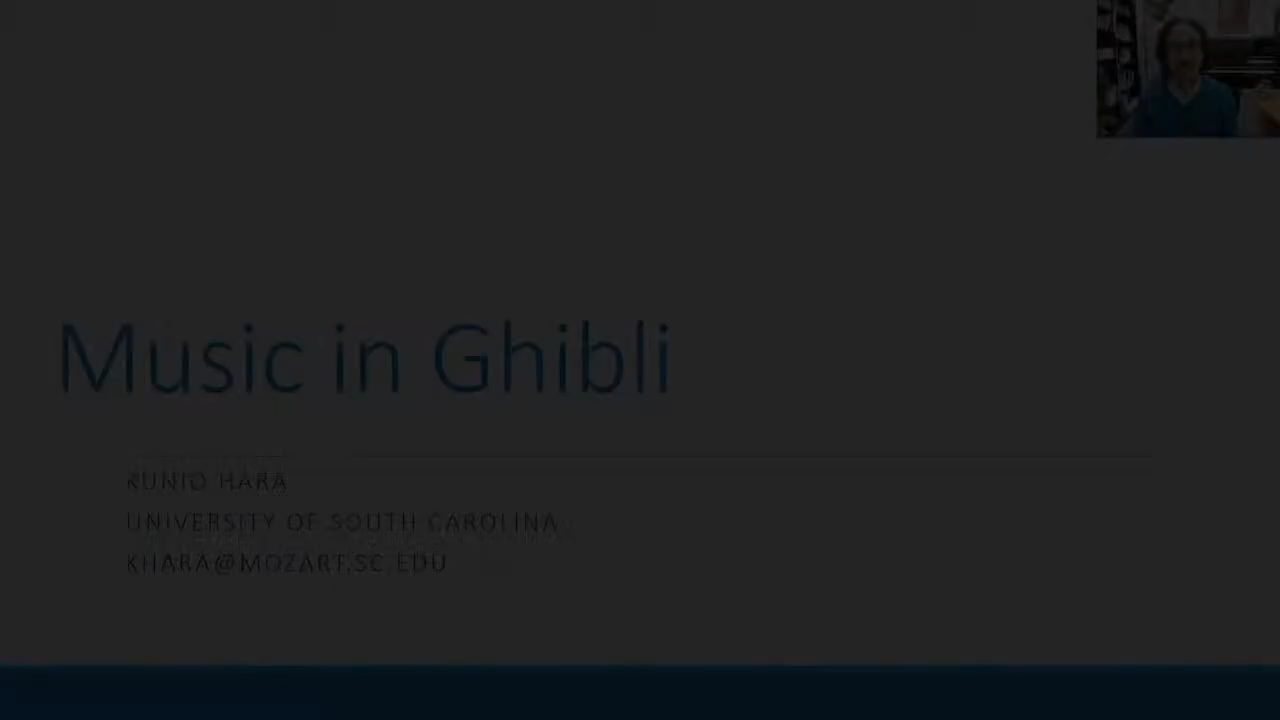 Music in Ghibli
KUNIO HARA
UNIVERSITY OF SOUTH CAROLINA
KHARA@MOZART.SC.EDU